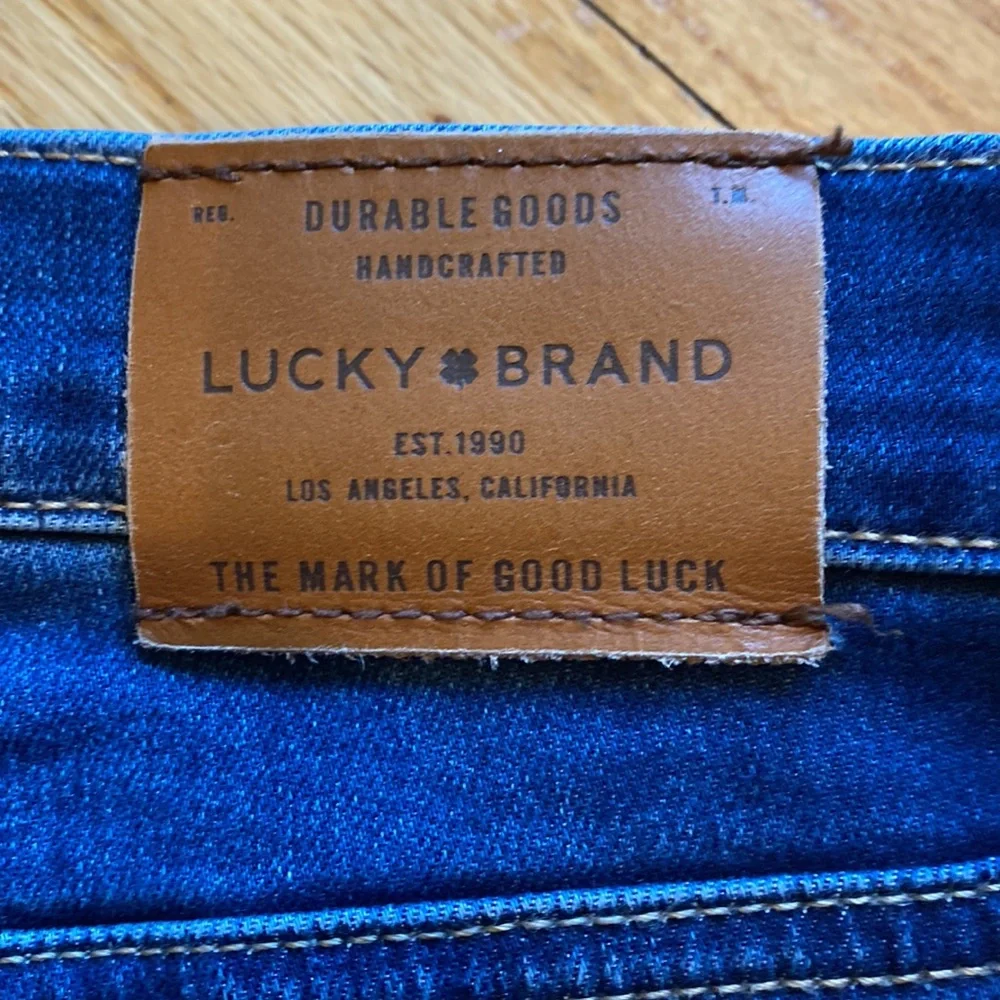 REG. DURABLE GOODS T.M.
HANDCRAFTED
LUCKY BRAND
EST.1990
LOS ANGELES, CALIFORNIA
THE MARK OF GOOD LUCK